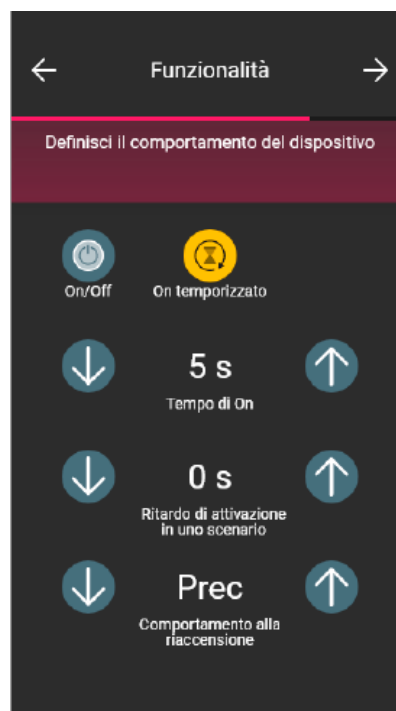 Funzionalità
Definisci il comportamento del dispositivo
On/Off
On temporizzato
5 s
Tempo di On
0 s
Ritardo di attivazione
in uno scenario
Prec
Comportamento alla
riaccensione